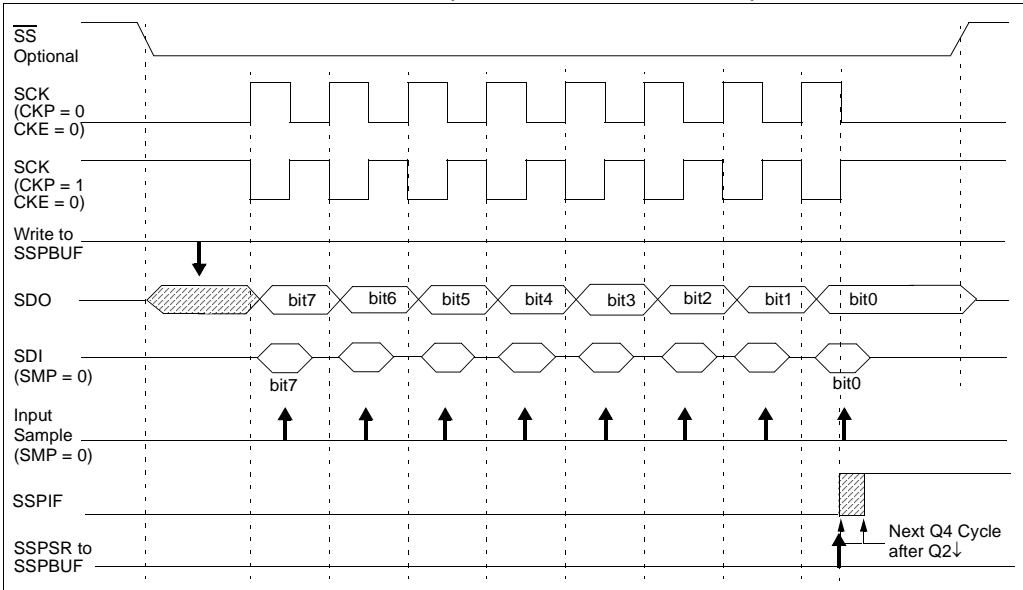 SS
Optional
SCK
(CKP = 0
CKE = 0)
SCK
(CKP = 1
CKE = 0)
Write to
SSPBUF
SDO
bit7 bit6 bit5 bit4 bit3 bit2 bit1 bit0
SDI
(SMP = 0)
bit7 bit0
Input
Sample
(SMP = 0)
SSPIF
Next Q4 Cycle
after Q2↓
SSPSR to
SSPBUF